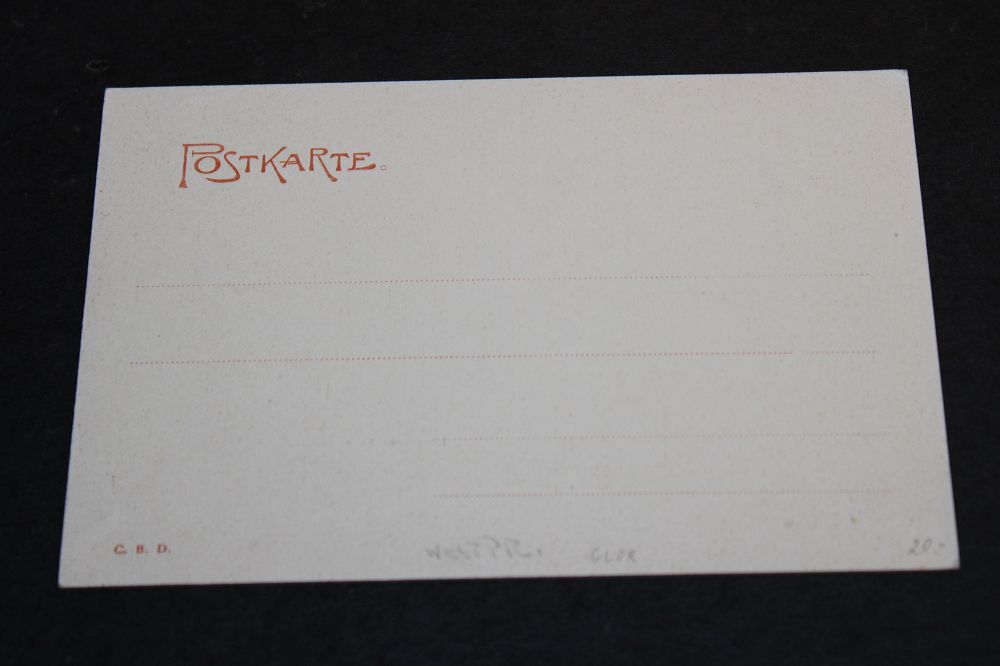 POSTKARTE.
C. B. D.
20.-